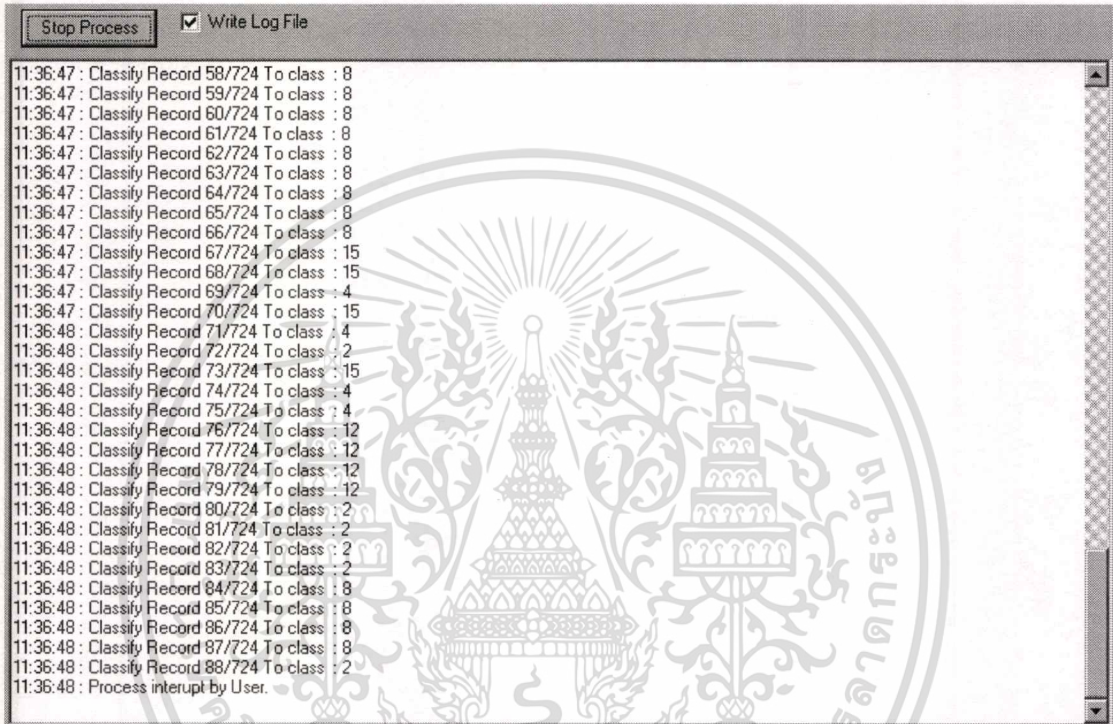 Stop Process
Write Log File
11:36:47 : Classify Record 58/724 To class : 8
11:36:47 : Classify Record 59/724 To class : 8
11:36:47 : Classify Record 60/724 To class : 8
11:36:47 : Classify Record 61/724 To class : 8
11:36:47 : Classify Record 62/724 To class : 8
11:36:47 : Classify Record 63/724 To class : 8
11:36:47 : Classify Record 64/724 To class : 8
11:36:47 : Classify Record 65/724 To class : 8
11:36:47 : Classify Record 66/724 To class : 8
11:36:47 : Classify Record 67/724 To class : 15
11:36:47 : Classify Record 68/724 To class : 15
11:36:47 : Classify Record 69/724 To class : 4
11:36:47 : Classify Record 70/724 To class : 15
11:36:48 : Classify Record 71/724 To class : 4
11:36:48 : Classify Record 72/724 To class : 2
11:36:48 : Classify Record 73/724 To class : 15
11:36:48 : Classify Record 74/724 To class : 4
11:36:48 : Classify Record 75/724 To class : 4
11:36:48 : Classify Record 76/724 To class : 12
11:36:48 : Classify Record 77/724 To class : 12
11:36:48 : Classify Record 78/724 To class : 12
11:36:48 : Classify Record 79/724 To class : 12
11:36:48 : Classify Record 80/724 To class : 2
11:36:48 : Classify Record 81/724 To class : 2
11:36:48 : Classify Record 82/724 To class : 2
11:36:48 : Classify Record 83/724 To class : 2
11:36:48 : Classify Record 84/724 To class : 8
11:36:48 : Classify Record 85/724 To class : 8
11:36:48 : Classify Record 86/724 To class : 8
11:36:48 : Classify Record 87/724 To class : 8
11:36:48 : Classify Record 88/724 To class : 2
11:36:48 : Process interupt by User.